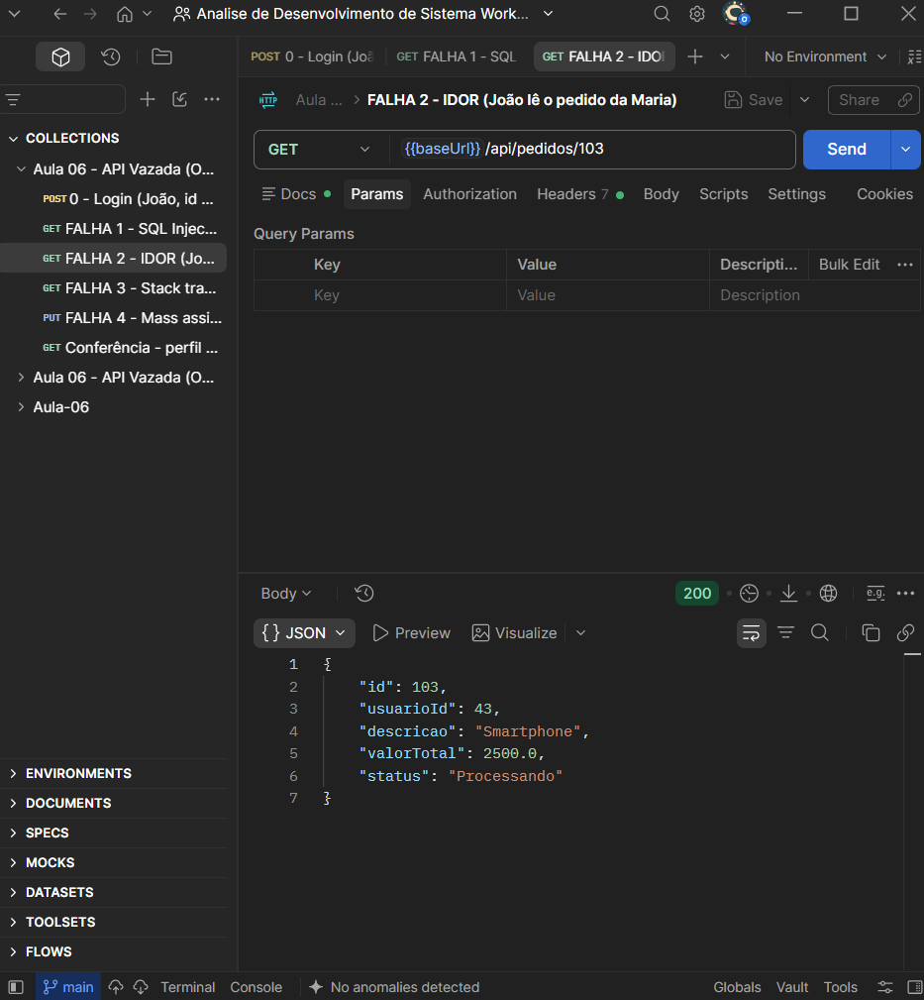 Analise de Desenvolvimento de Sistema Work...
POST 0 - Login (Joã
GET FALHA 1 - SQL
GET FALHA 2 - IDO
No Environment
HTTP Aula ... > FALHA 2 - IDOR (João lê o pedido da Maria)
Save
Share
COLLECTIONS
Aula 06 - API Vazada (O...
POST 0 - Login (João, id ...
GET FALHA 1 - SQL Injec...
GET FALHA 2 - IDOR (Jo...
GET FALHA 3 - Stack tra...
PUT FALHA 4 - Mass assi...
GET Conferência - perfil ...
Aula 06 - API Vazada (O...
Aula-06
ENVIRONMENTS
DOCUMENTS
SPECS
MOCKS
DATASETS
TOOLSETS
FLOWS
GET
{{baseUrl}} /api/pedidos/103
Send
Docs Params Authorization Headers 7 Body Scripts Settings Cookies
Query Params
Key Value Descripti... Bulk Edit
Key Value Description
Body
200
e.g.
{ } JSON Preview Visualize
1 {
2 "id": 103,
3 "usuarioId": 43,
4 "descricao": "Smartphone",
5 "valorTotal": 2500.0,
6 "status": "Processando"
7 }
main Terminal Console No anomalies detected Globals Vault Tools